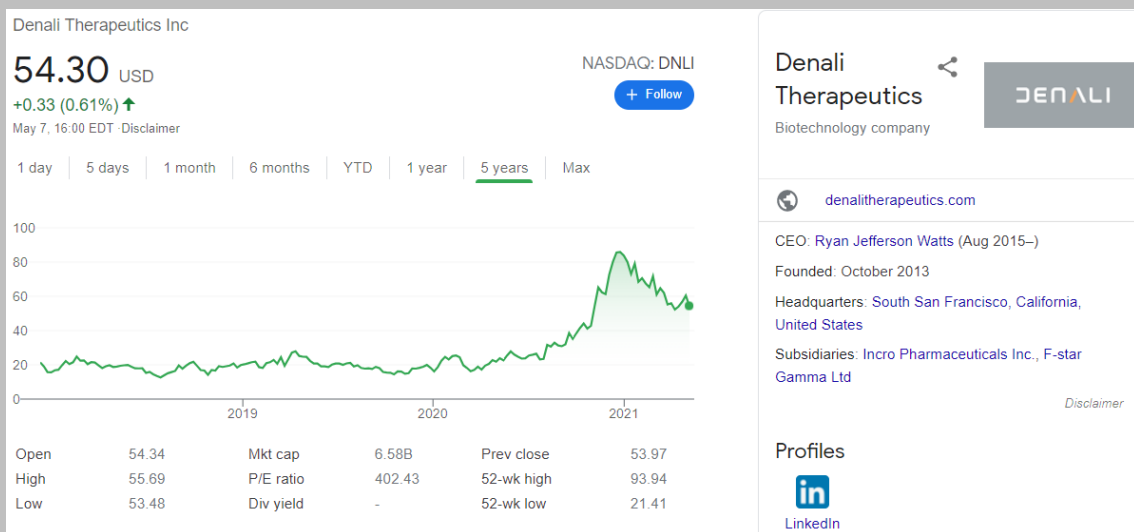 Denali Therapeutics Inc
54.30 USD
NASDAQ: DNLI
+0.33 (0.61%)
+ Follow
May 7, 16:00 EDT ·Disclaimer
1 day 5 days 1 month 6 months YTD 1 year 5 years Max
100
80
60
40
20
0
2019 2020 2021
Open 54.34 Mkt cap 6.58B Prev close 53.97
High 55.69 P/E ratio 402.43 52-wk high 93.94
Low 53.48 Div yield - 52-wk low 21.41
Denali
Therapeutics
Biotechnology company
DENALI
denalitherapeutics.com
CEO: Ryan Jefferson Watts (Aug 2015–)
Founded: October 2013
Headquarters: South San Francisco, California,
United States
Subsidiaries: Incro Pharmaceuticals Inc., F-star
Gamma Ltd
Disclaimer
Profiles
in
LinkedIn